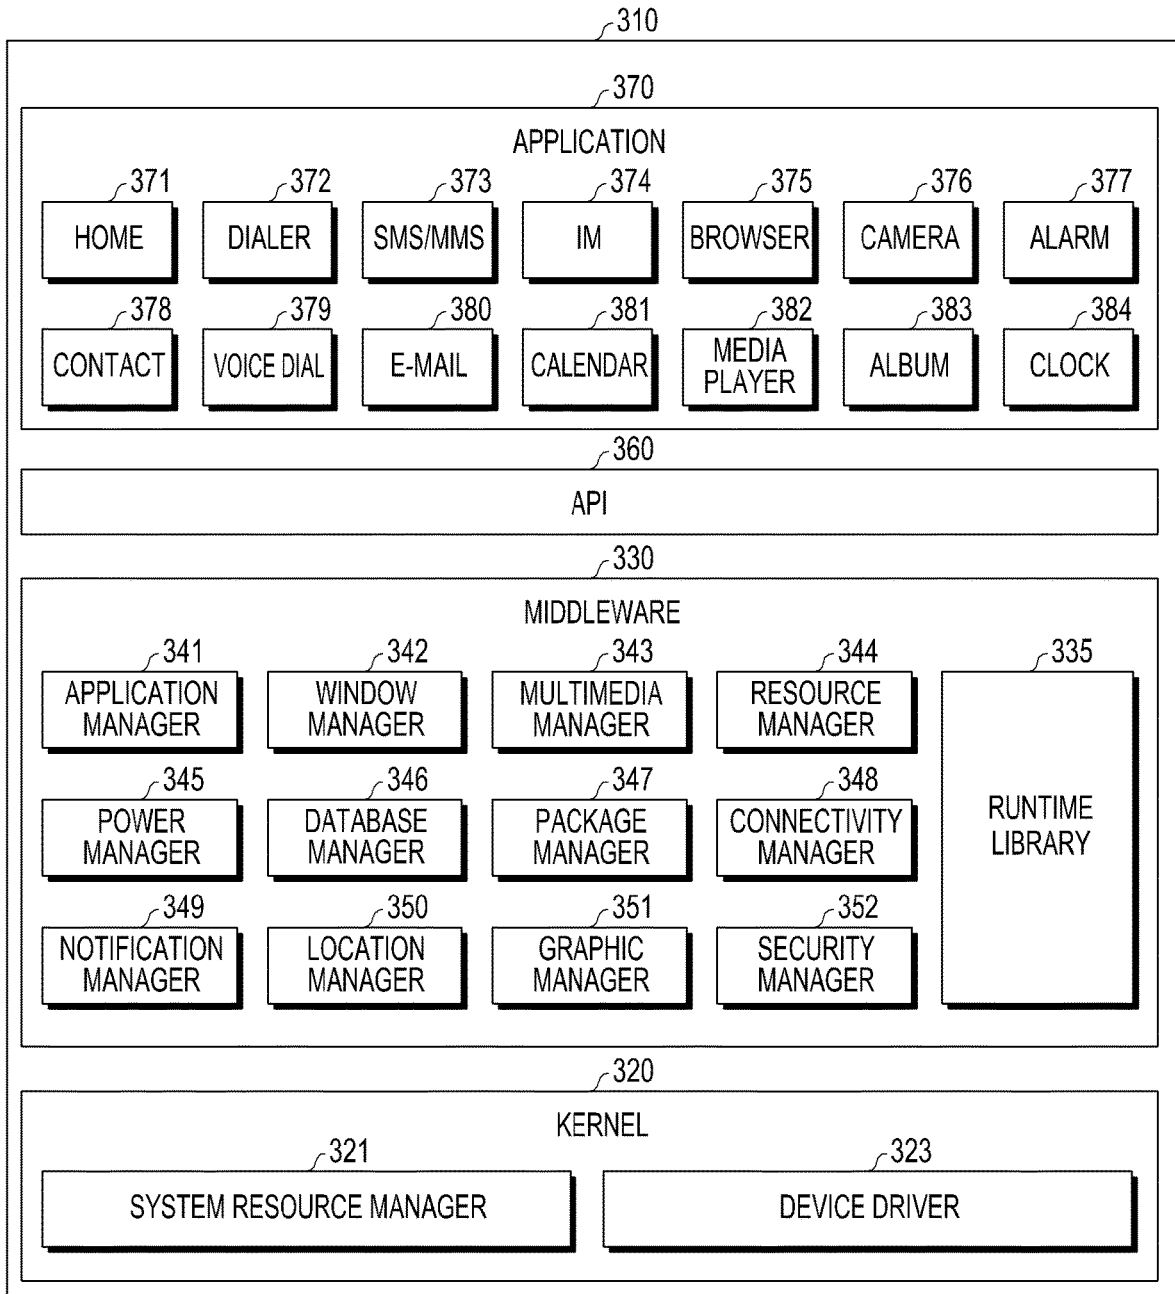 310
370
APPLICATION
371 372 373 374 375 376 377
HOME DIALER SMS/MMS IM BROWSER CAMERA ALARM
378 379 380 381 382 383 384
CONTACT VOICE DIAL E-MAIL CALENDAR MEDIA PLAYER ALBUM CLOCK
360
API
330
MIDDLEWARE
341 342 343 344 335
APPLICATION MANAGER WINDOW MANAGER MULTIMEDIA MANAGER RESOURCE MANAGER
345 346 347 348
POWER MANAGER DATABASE MANAGER PACKAGE MANAGER CONNECTIVITY MANAGER RUNTIME LIBRARY
349 350 351 352
NOTIFICATION MANAGER LOCATION MANAGER GRAPHIC MANAGER SECURITY MANAGER
320
KERNEL
321 323
SYSTEM RESOURCE MANAGER DEVICE DRIVER